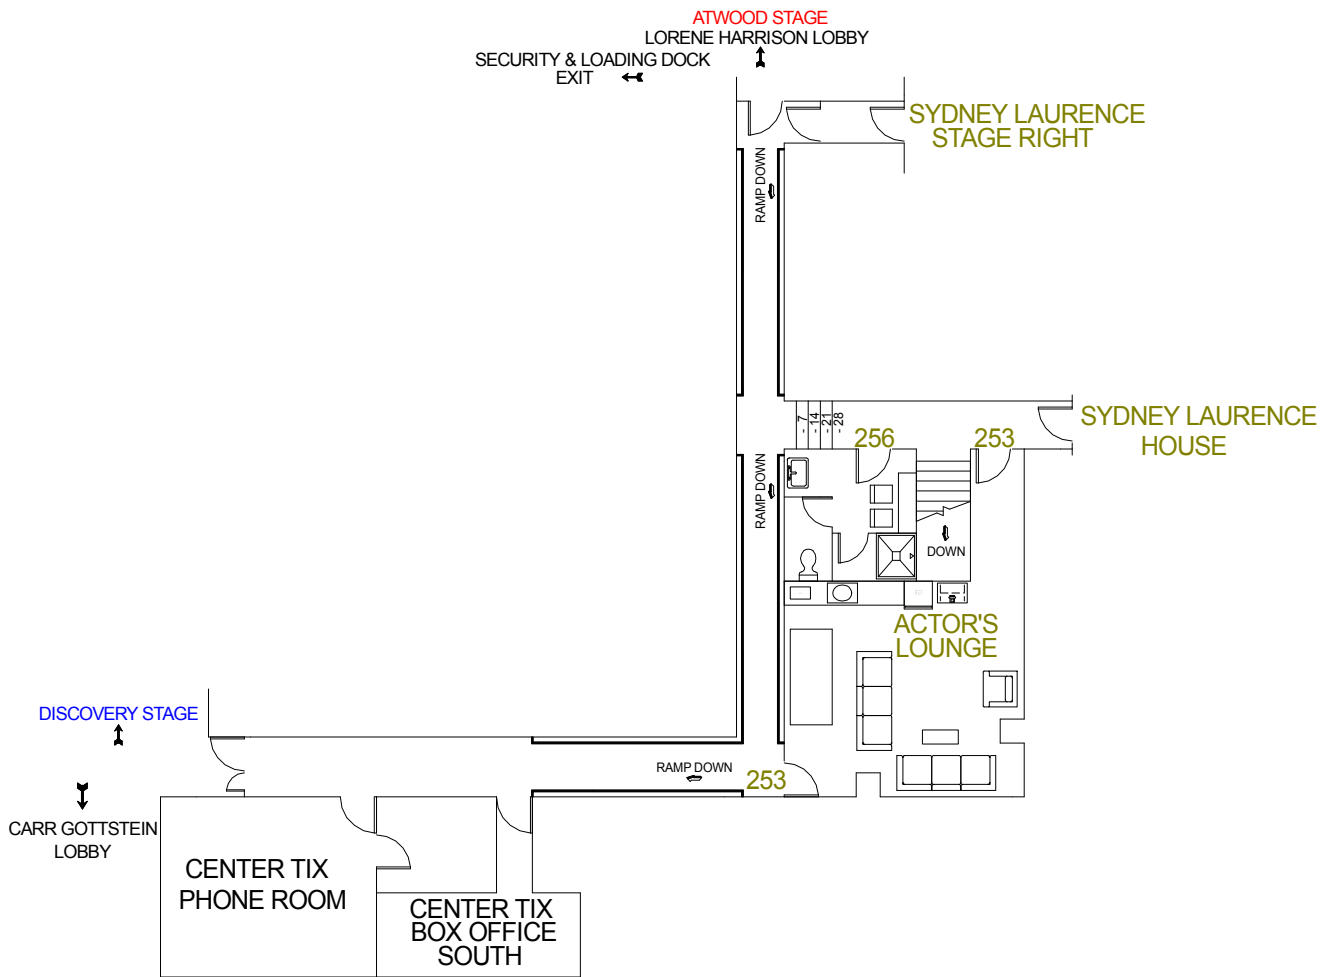 ATWOOD STAGE
LORENE HARRISON LOBBY
SECURITY & LOADING DOCK
EXIT
SYDNEY LAURENCE
STAGE RIGHT
RAMP DOWN
- 7
- 14
- 21
- 28
SYDNEY LAURENCE
HOUSE
256
253
RAMP DOWN
DOWN
ACTOR'S
LOUNGE
DISCOVERY STAGE
RAMP DOWN
253
CARR GOTTSTEIN
LOBBY
CENTER TIX
PHONE ROOM
CENTER TIX
BOX OFFICE
SOUTH